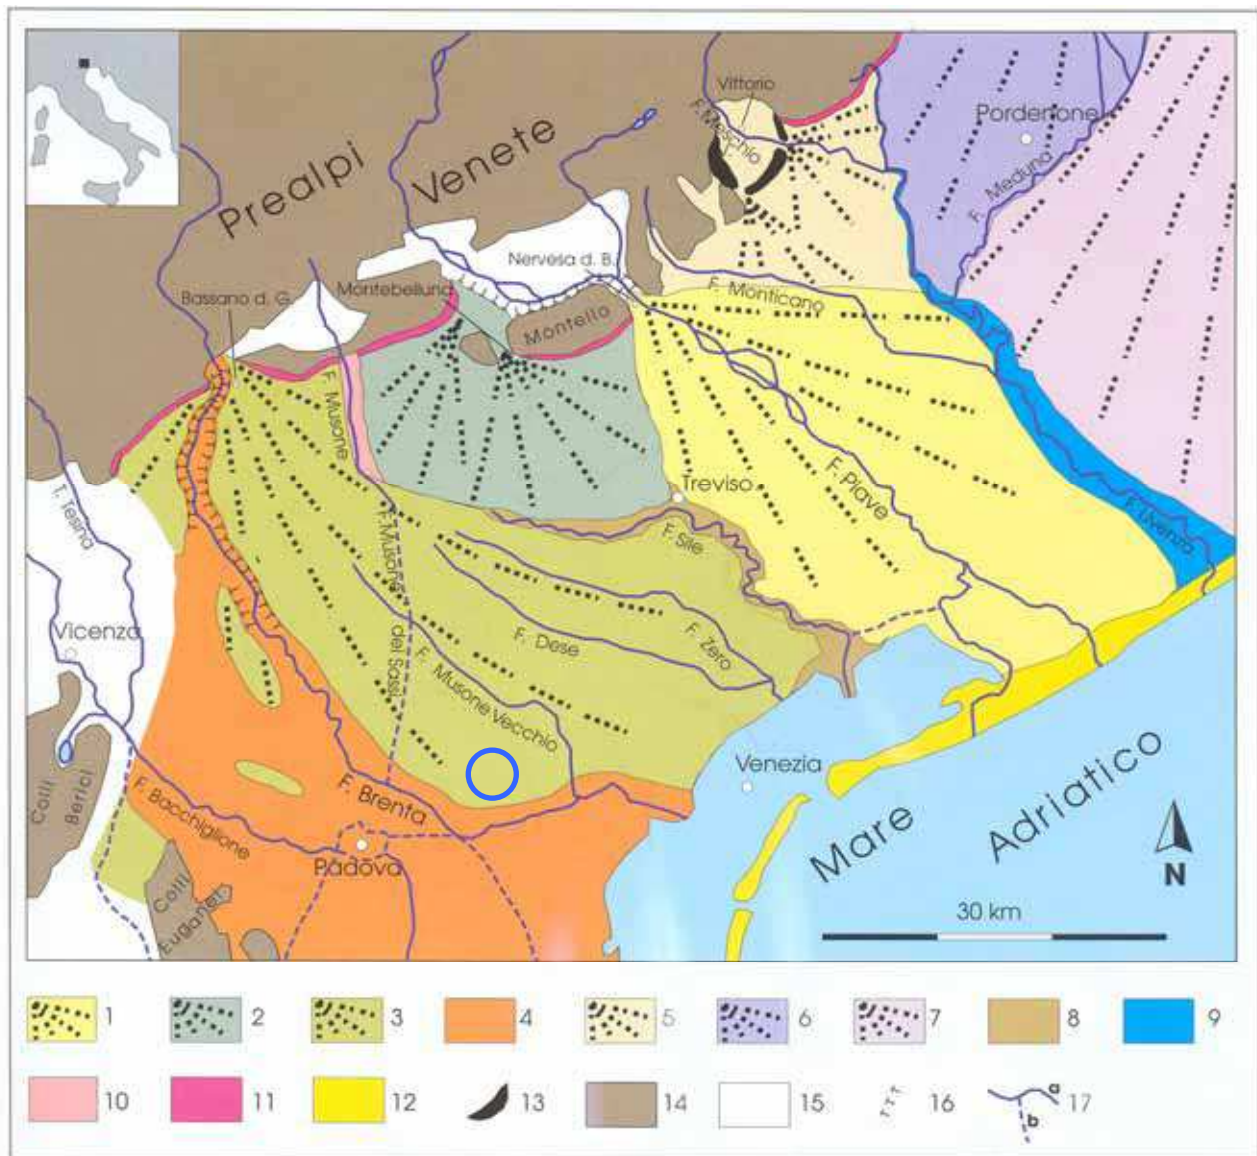 Vittorio
F. Meschio
Pordenone
F. Meduna
Prealpi
Venete
Nervesa d. B.
F. Monticano
Bassano d. G.
Montebelluna
Montello
F. Musone
Treviso
F. Piave
F. Livenza
T. Tesina
F. Musone dei Sassi
F. Sile
Vicenza
F. Dese
F. Zero
F. Musone Vecchio
Colli
Berici
F. Bacchiglione
F. Brenta
Venezia
Mare Adriatico
Padova
Colli
Euganei
N
30 km
1 2 3 4 5 6 7 8 9
10 11 12 13 14 15 16 a 17
b